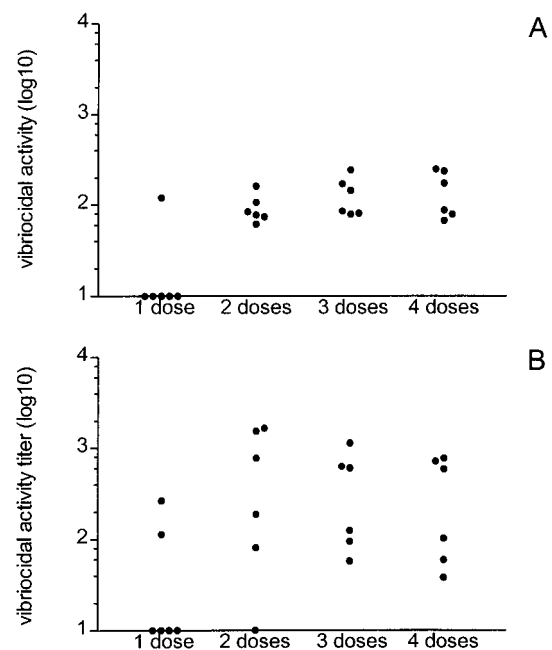 A
vibriocidal activity (log10)
4
3
2
1
1 dose 2 doses 3 doses 4 doses
B
vibriocidal activity titer (log10)
4
3
2
1
1 dose 2 doses 3 doses 4 doses